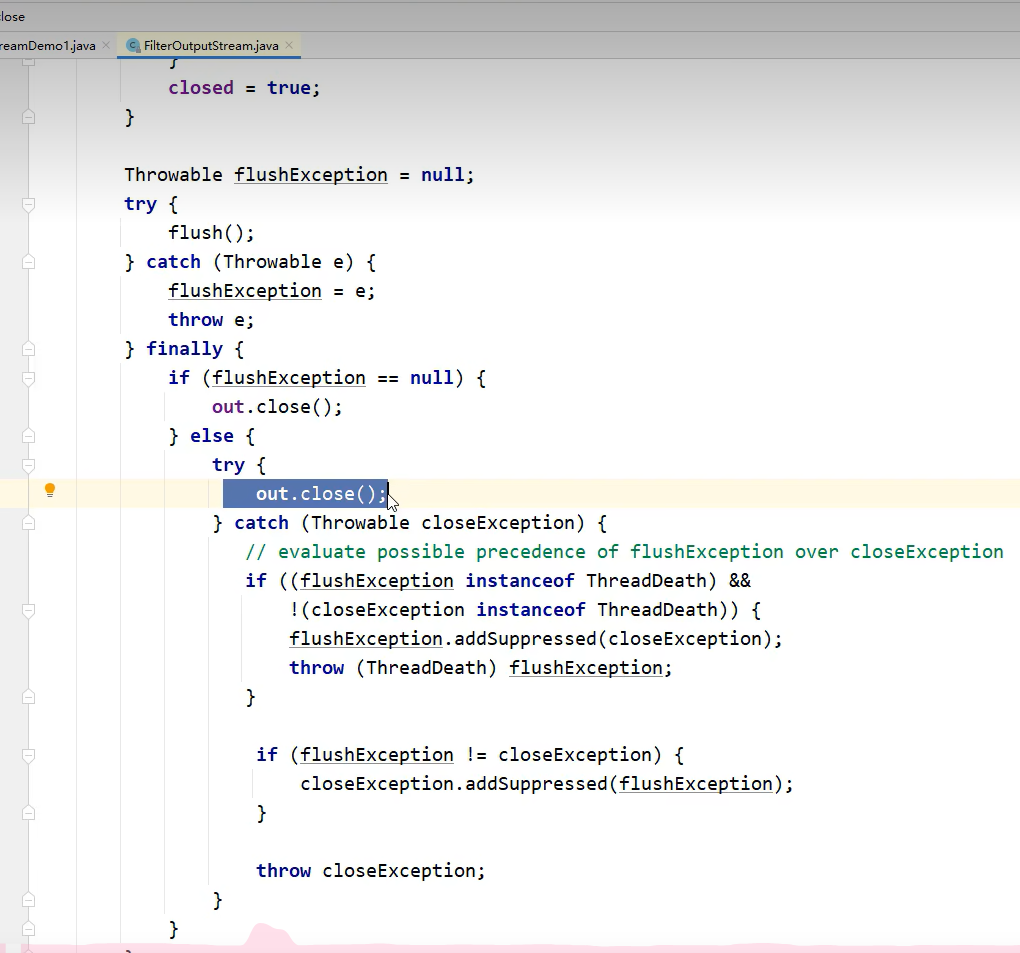 lose
reamDemo1.java
FilterOutputStream.java
}
closed = true;
}
Throwable flushException = null;
try {
flush();
} catch (Throwable e) {
flushException = e;
throw e;
} finally {
if (flushException == null) {
out.close();
} else {
try {
out.close();
} catch (Throwable closeException) {
// evaluate possible precedence of flushException over closeException
if ((flushException instanceof ThreadDeath) &&
!(closeException instanceof ThreadDeath)) {
flushException.addSuppressed(closeException);
throw (ThreadDeath) flushException;
}
if (flushException != closeException) {
closeException.addSuppressed(flushException);
}
throw closeException;
}
}